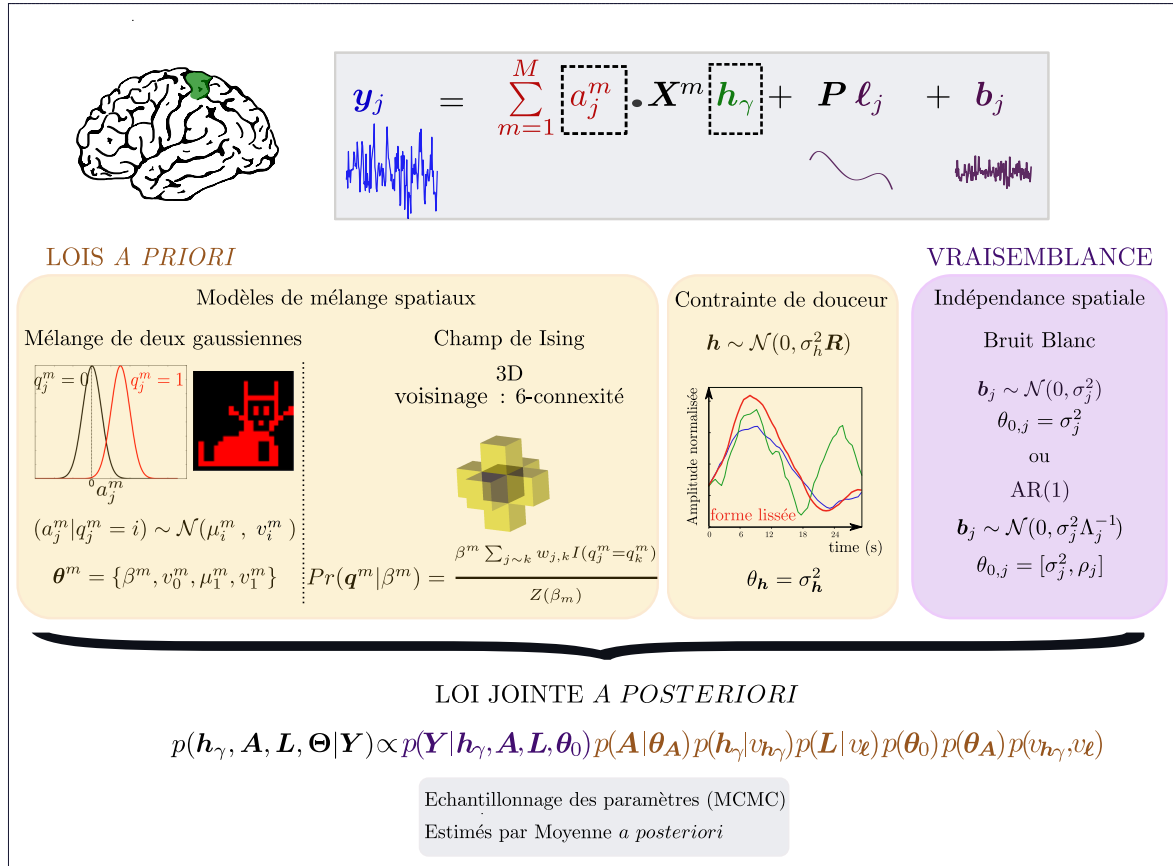 y_j = \sum_{m=1}^{M} a_j^m . X^m h_γ + P ℓ_j + b_j
LOIS A PRIORI
VRAISEMBLANCE
Modèles de mélange spatiaux
Mélange de deux gaussiennes
q_j^m = 0
q_j^m = 1
0
a_j^m
(a_j^m|q_j^m = i) ∼ N(μ_i^m , v_i^m)
θ^m = {β^m, v_0^m, μ_1^m, v_1^m}
Champ de Ising
3D
voisinage : 6-connexité
Pr(q^m|β^m) = \frac{β^m \sum_{j∼k} w_{j,k} I(q_j^m=q_k^m)}{Z(β_m)}
Contrainte de douceur
h ∼ N(0, σ_h^2 R)
Amplitude normalisée
forme lissée
0 6 12 18 24
time (s)
θ_h = σ_h^2
Indépendance spatiale
Bruit Blanc
b_j ∼ N(0, σ_j^2)
θ_{0,j} = σ_j^2
ou
AR(1)
b_j ∼ N(0, σ_j^2 Λ_j^{-1})
θ_{0,j} = [σ_j^2, ρ_j]
LOI JOINTE A POSTERIORI
p(h_γ, A, L, Θ|Y) ∝ p(Y|h_γ, A, L, θ_0) p(A|θ_A) p(h_γ|v_{h_γ}) p(L|v_ℓ) p(θ_0) p(θ_A) p(v_{h_γ}, v_ℓ)
Echantillonnage des paramètres (MCMC)
Estimés par Moyenne a posteriori